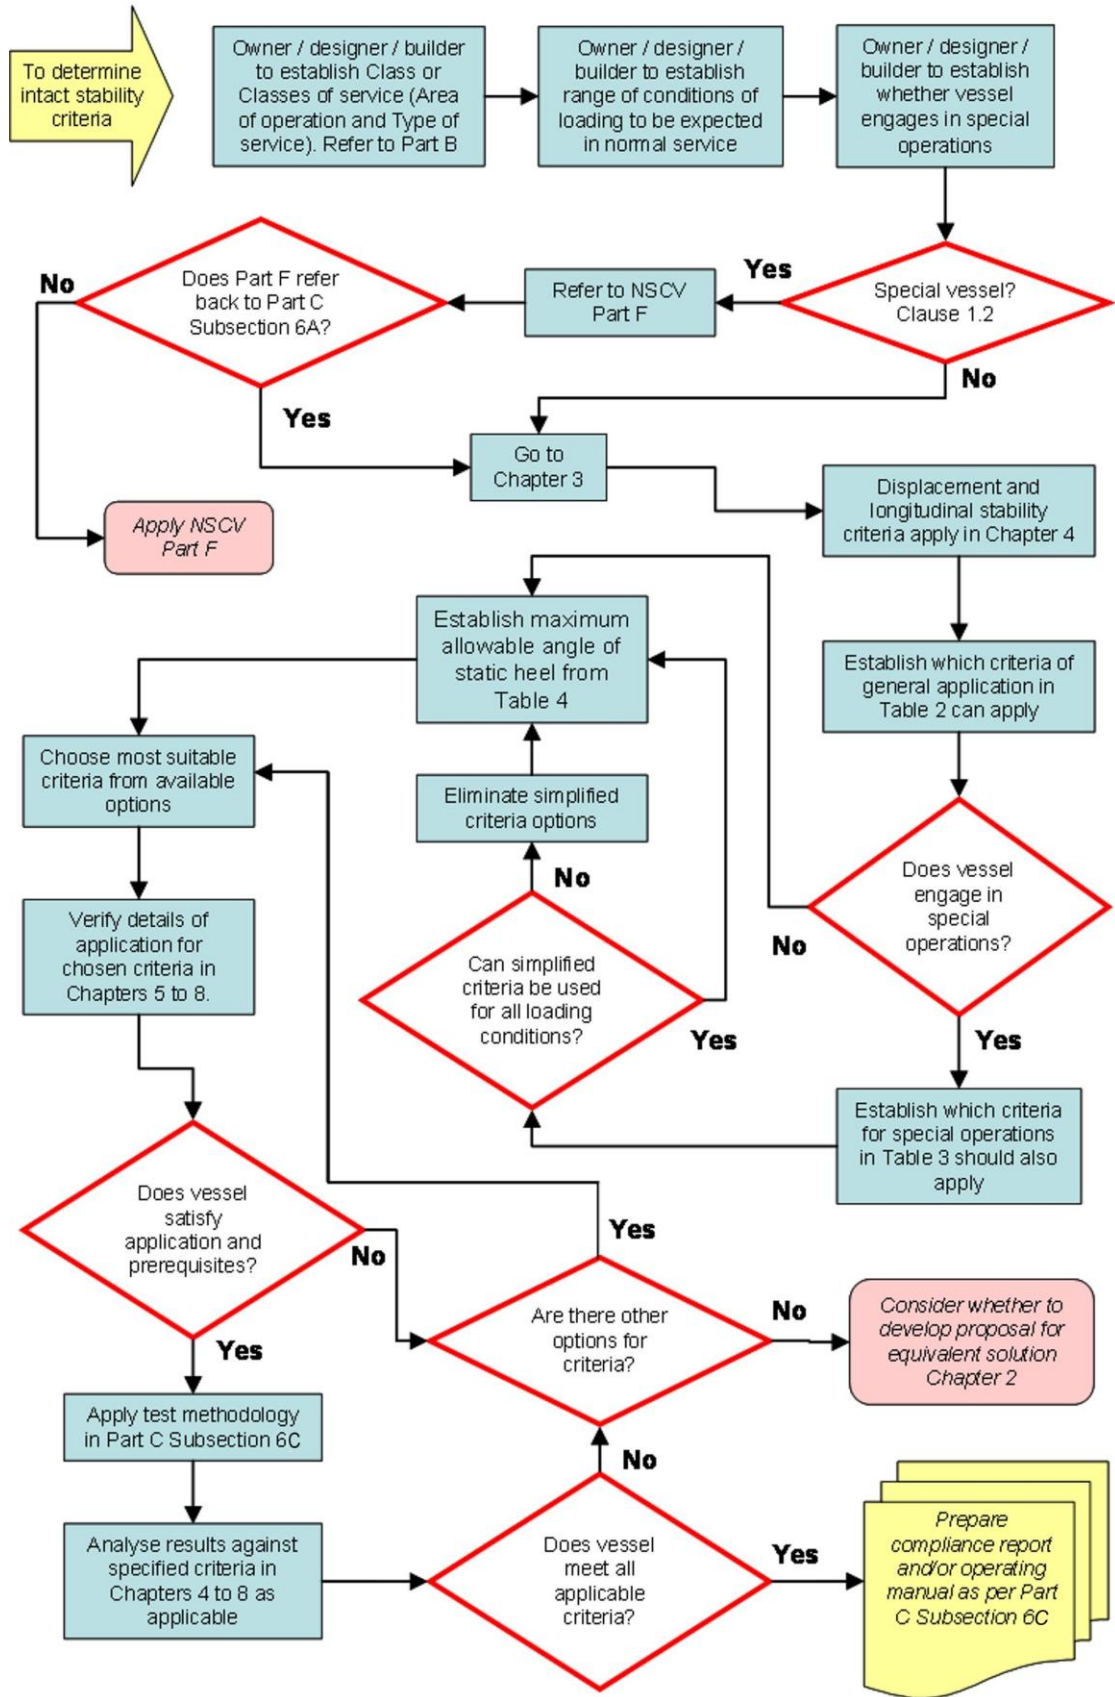 To determine
intact stability
criteria
Owner / designer / builder
to establish Class or
Classes of service (Area
of operation and Type of
service). Refer to Part B
Owner / designer /
builder to establish
range of conditions of
loading to be expected
in normal service
Owner / designer /
builder to establish
whether vessel
engages in special
operations
Special vessel?
Clause 1.2
Yes
No
Refer to NSCV
Part F
Does Part F refer
back to Part C
Subsection 6A?
No
Yes
Apply NSCV
Part F
Go to
Chapter 3
Displacement and
longitudinal stability
criteria apply in Chapter 4
Establish which criteria of
general application in
Table 2 can apply
Does vessel
engage in
special
operations?
No
Yes
Establish which criteria
for special operations
in Table 3 should also
apply
Can simplified
criteria be used
for all loading
conditions?
No
Yes
Eliminate simplified
criteria options
Establish maximum
allowable angle of
static heel from
Table 4
Choose most suitable
criteria from available
options
Verify details of
application for
chosen criteria in
Chapters 5 to 8.
Does vessel
satisfy
application and
prerequisites?
No
Yes
Are there other
options for
criteria?
Yes
No
Consider whether to
develop proposal for
equivalent solution
Chapter 2
Apply test methodology
in Part C Subsection 6C
Analyse results against
specified criteria in
Chapters 4 to 8 as
applicable
Does vessel
meet all
applicable
criteria?
No
Yes
Prepare
compliance report
and/or operating
manual as per Part
C Subsection 6C